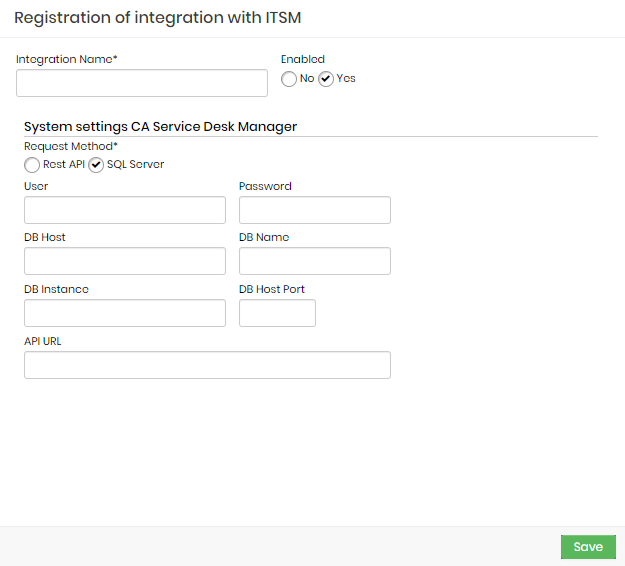 Registration of integration with ITSM
Integration Name* Enabled
No Yes
System settings CA Service Desk Manager
Request Method*
Rest API SQL Server
User Password
DB Host DB Name
DB Instance DB Host Port
API URL
Save